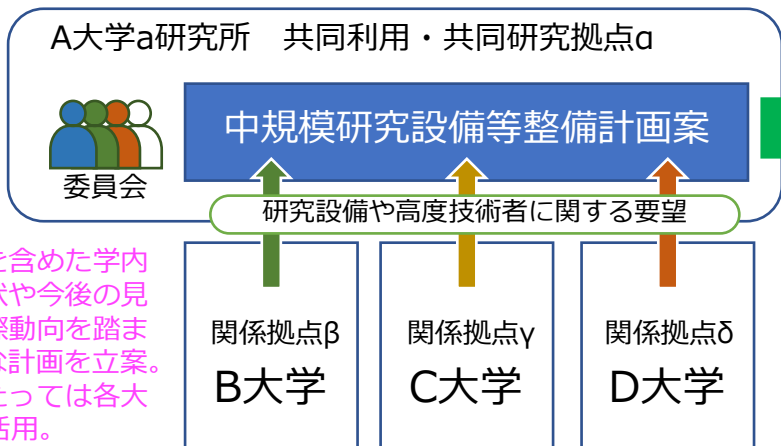 A大学a研究所　共同利用・共同研究拠点α
中規模研究設備等整備計画案
委員会
研究設備や高度技術者に関する要望
を含めた学内
状や今後の見
際動向を踏ま
な計画を立案。
たっては各大
活用。
関係拠点β
B大学
関係拠点γ
C大学
関係拠点δ
D大学